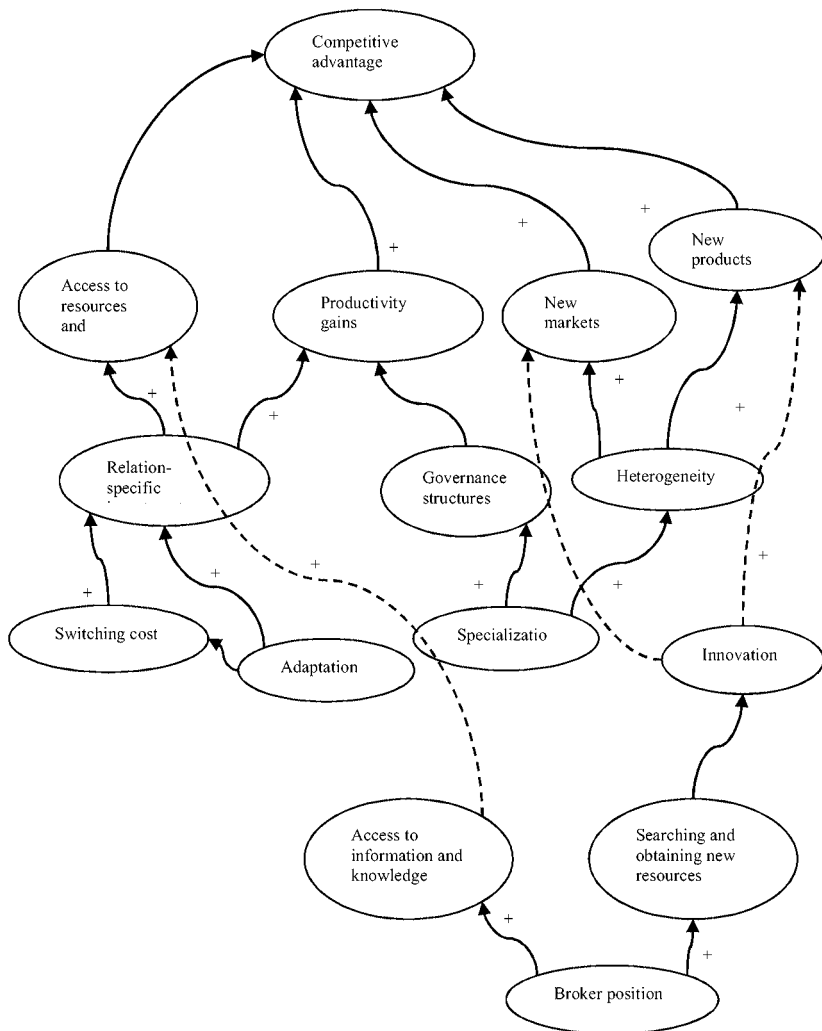 Competitive
advantage
+
+
+
New
products
Access to
resources
and
Productivity
gains
New
markets
+
+
+
+
Relation-
specific
Governance
structures
Heterogeneity
+
+
+
+
+
+
Switching cost
Adaptation
Specializatio
Innovation
Access to
information and
knowledge
Searching and
obtaining new
resources
+
+
Broker position